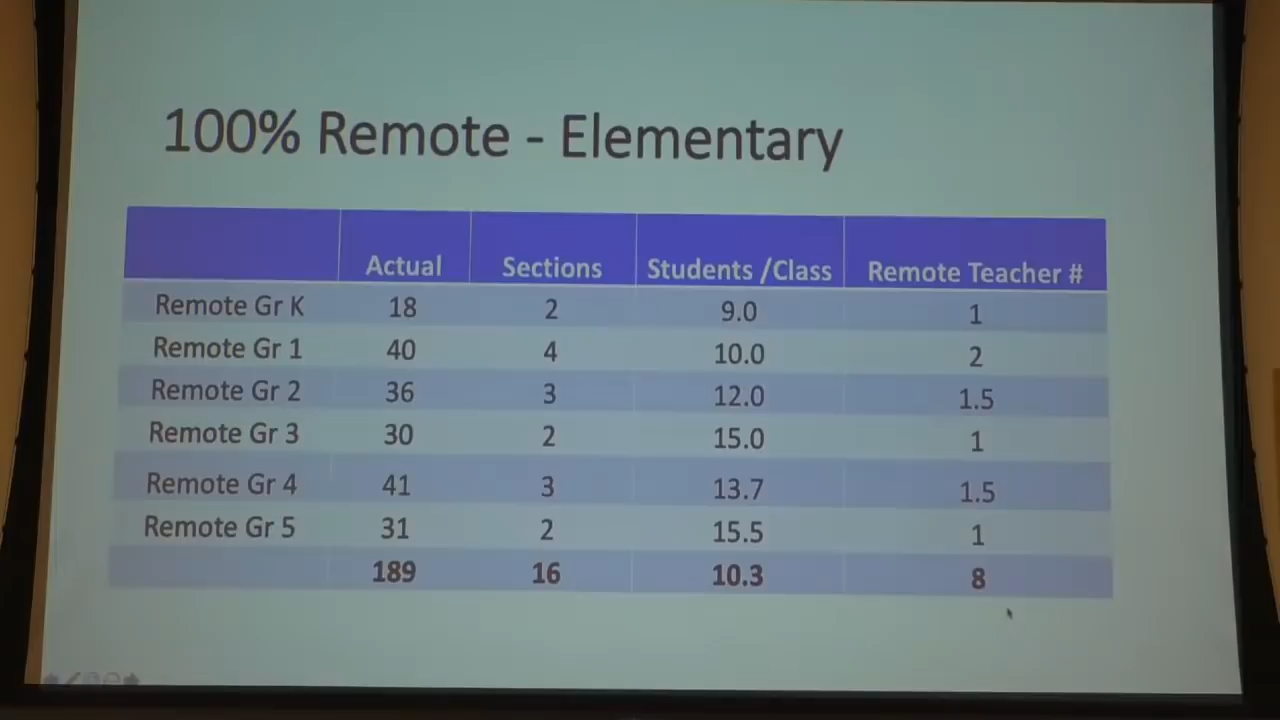 100% Remote - Elementary
Actual Sections Students /Class Remote Teacher #
Remote Gr K 18 2 9.0 1
Remote Gr 1 40 4 10.0 2
Remote Gr 2 36 3 12.0 1.5
Remote Gr 3 30 2 15.0 1
Remote Gr 4 41 3 13.7 1.5
Remote Gr 5 31 2 15.5 1
189 16 10.3 8